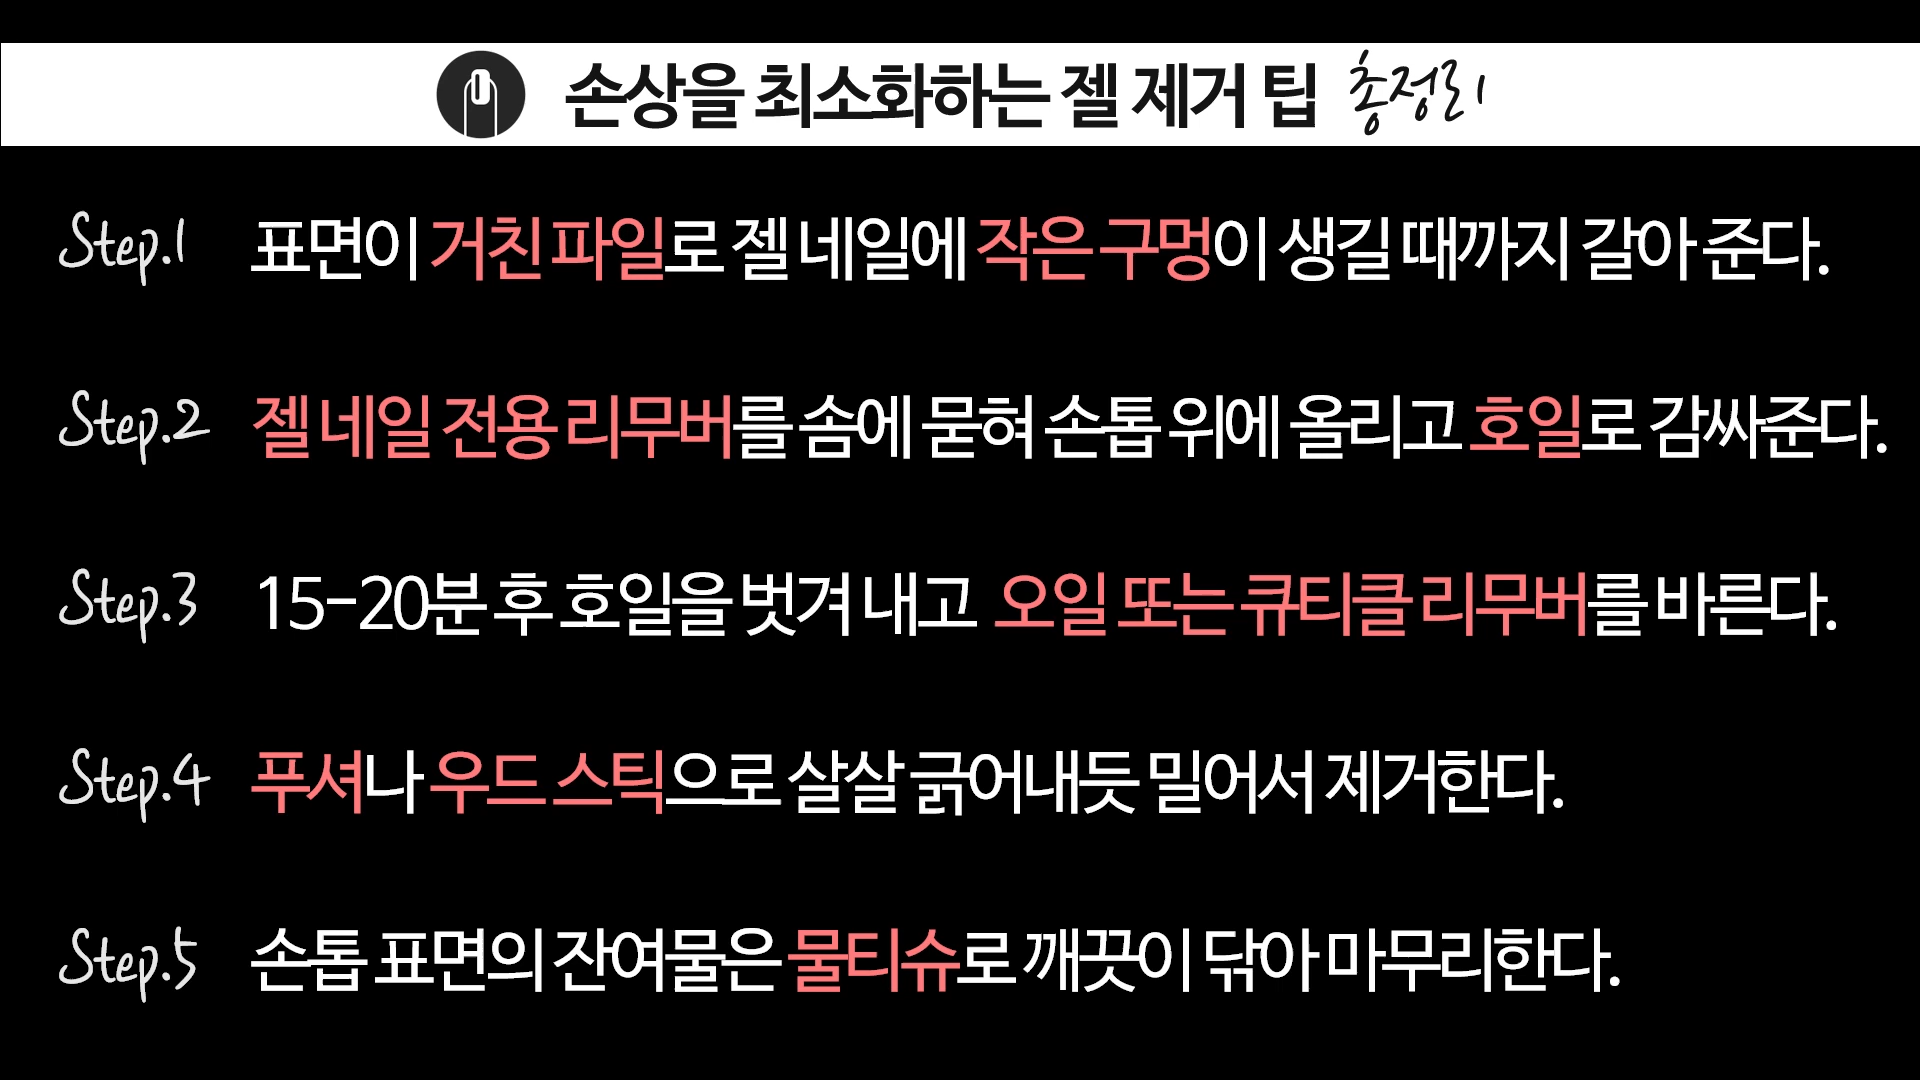 손상을 최소화하는 젤 제거 팁 총정리
Step.1 표면이 거친 파일로 젤 네일에 작은 구멍이 생길 때까지 갈아 준다.
Step.2 젤 네일 전용 리무버를 솜에 묻혀 손톱 위에 올리고 호일로 감싸준다.
Step.3 15-20분 후 호일을 벗겨 내고 오일 또는 큐티클 리무버를 바른다.
Step.4 푸셔나 우드 스틱으로 살살 긁어내듯 밀어서 제거한다.
Step.5 손톱 표면의 잔여물은 물티슈로 깨끗이 닦아 마무리한다.